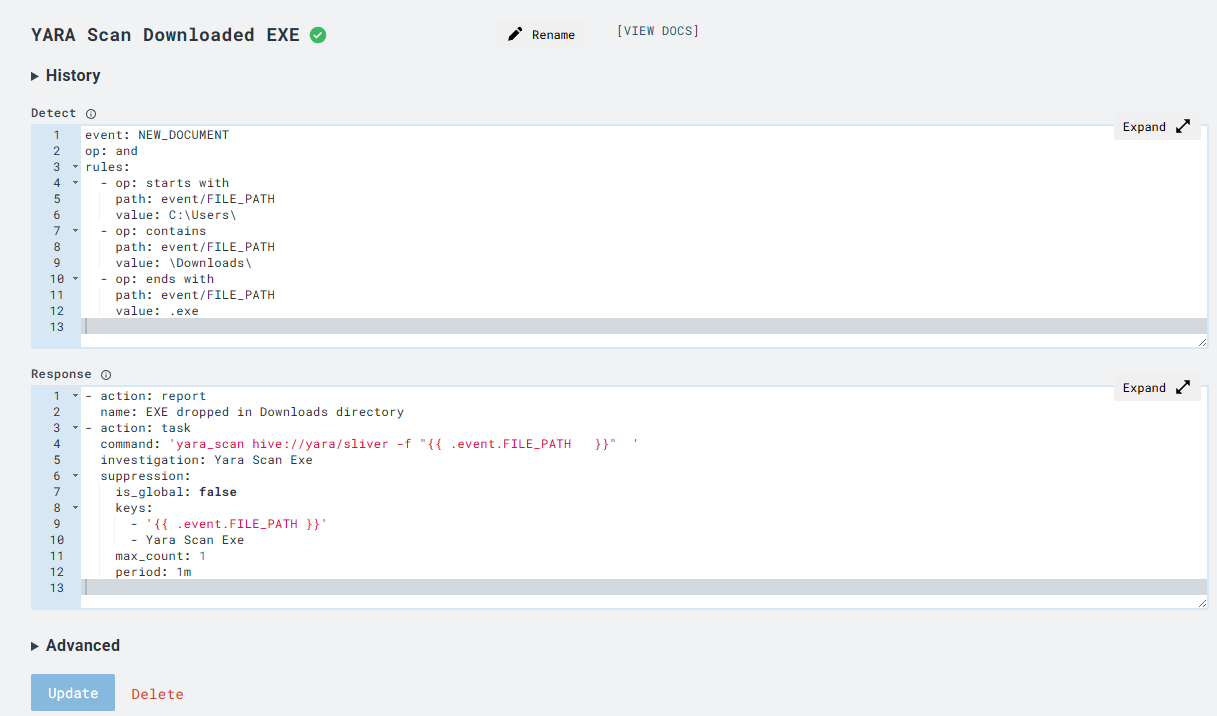 YARA Scan Downloaded EXE
Rename
[VIEW DOCS]
History
Detect
Expand
1 event: NEW_DOCUMENT
2 op: and
3 rules:
4 - op: starts with
5 path: event/FILE_PATH
6 value: C:\Users\
7 - op: contains
8 path: event/FILE_PATH
9 value: \Downloads\
10 - op: ends with
11 path: event/FILE_PATH
12 value: .exe
13
Response
Expand
1 - action: report
2 name: EXE dropped in Downloads directory
3 - action: task
4 command: 'yara_scan hive://yara/sliver -f "{{ .event.FILE_PATH   }}"  '
5 investigation: Yara Scan Exe
6 suppression:
7 is_global: false
8 keys:
9 - '{{ .event.FILE_PATH }}'
10 - Yara Scan Exe
11 max_count: 1
12 period: 1m
13
Advanced
Update
Delete